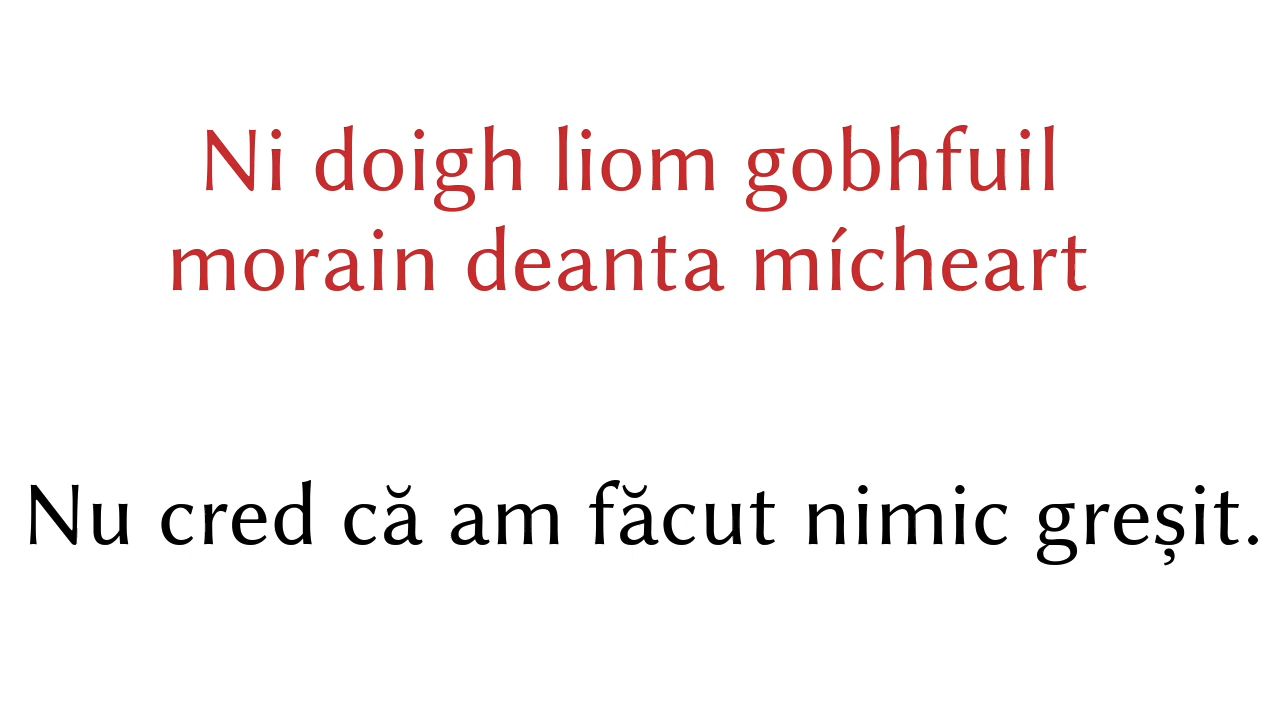 Ni doigh liom gobhfuil
morain deanta mícheart
Nu cred că am făcut nimic greșit.